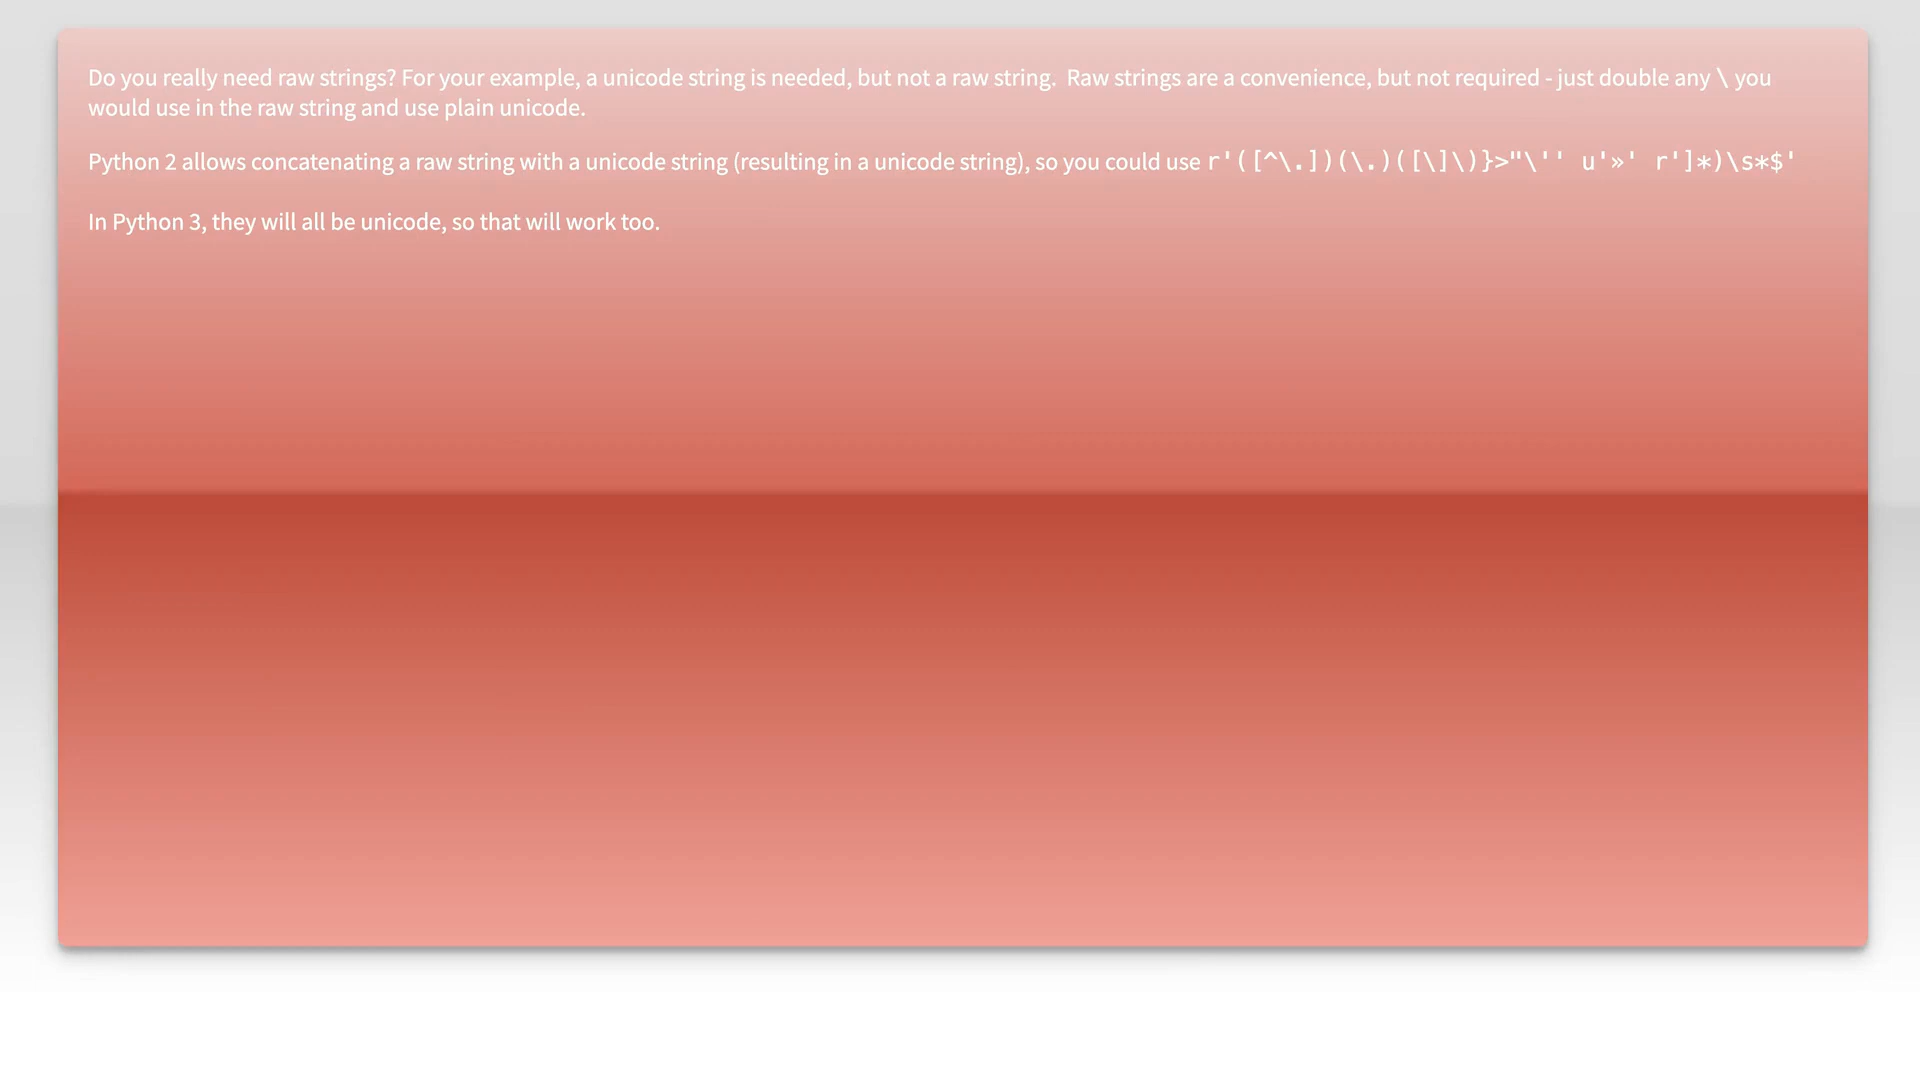 Do you really need raw strings? For your example, a unicode string is needed, but not a raw string.  Raw strings are a convenience, but not required - just double any \ you
would use in the raw string and use plain unicode.
Python 2 allows concatenating a raw string with a unicode string (resulting in a unicode string), so you could use r'([^\.])(\.)([\]\)}>"\'' u'»' r']*)\s*$'
In Python 3, they will all be unicode, so that will work too.